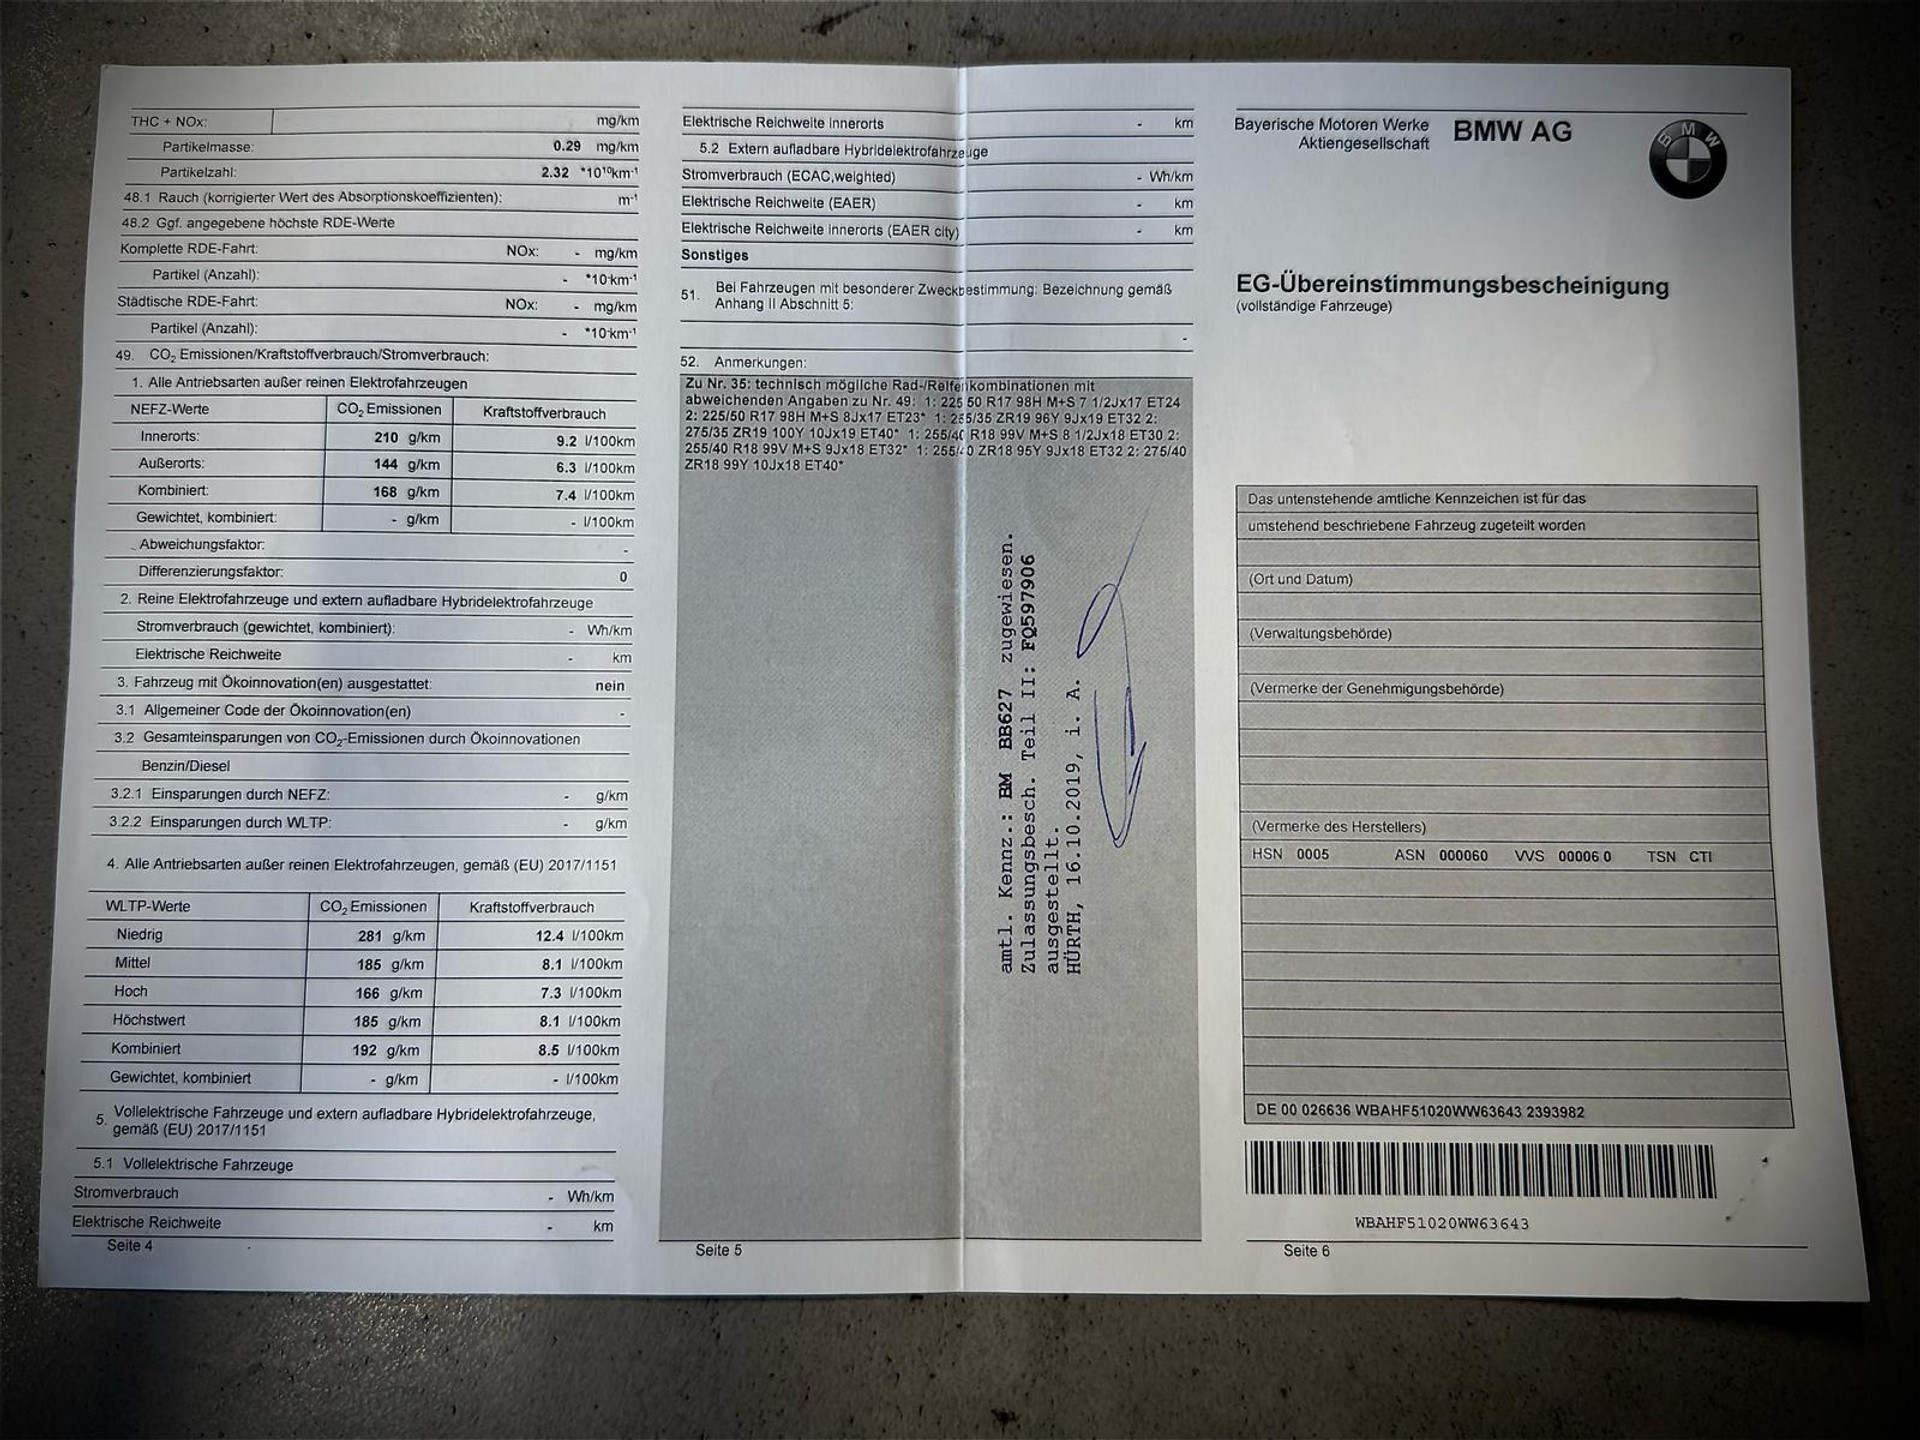 THC + NOx: mg/km
Partikelmasse: 0.29 mg/km
Partikelzahl: 2.32 *10¹⁰km⁻¹
48.1 Rauch (korrigierter Wert des Absorptionskoeffizienten): m⁻¹
48.2 Ggf. angegebene höchste RDE-Werte
Komplette RDE-Fahrt: NOx: - mg/km
Partikel (Anzahl): - *10·km⁻¹
Städtische RDE-Fahrt: NOx: - mg/km
Partikel (Anzahl): - *10·km⁻¹
49. CO₂ Emissionen/Kraftstoffverbrauch/Stromverbrauch:
1. Alle Antriebsarten außer reinen Elektrofahrzeugen
NEFZ-Werte CO₂ Emissionen Kraftstoffverbrauch
Innerorts: 210 g/km 9.2 l/100km
Außerorts: 144 g/km 6.3 l/100km
Kombiniert: 168 g/km 7.4 l/100km
Gewichtet, kombiniert: - g/km - l/100km
Abweichungsfaktor: -
Differenzierungsfaktor: 0
2. Reine Elektrofahrzeuge und extern aufladbare Hybridelektrofahrzeuge
Stromverbrauch (gewichtet, kombiniert): - Wh/km
Elektrische Reichweite - km
3. Fahrzeug mit Ökoinnovation(en) ausgestattet: nein
3.1 Allgemeiner Code der Ökoinnovation(en) -
3.2 Gesamteinsparungen von CO₂-Emissionen durch Ökoinnovationen
Benzin/Diesel
3.2.1 Einsparungen durch NEFZ: - g/km
3.2.2 Einsparungen durch WLTP: - g/km
4. Alle Antriebsarten außer reinen Elektrofahrzeugen, gemäß (EU) 2017/1151
WLTP-Werte CO₂ Emissionen Kraftstoffverbrauch
Niedrig 281 g/km 12.4 l/100km
Mittel 185 g/km 8.1 l/100km
Hoch 166 g/km 7.3 l/100km
Höchstwert 185 g/km 8.1 l/100km
Kombiniert 192 g/km 8.5 l/100km
Gewichtet, kombiniert - g/km - l/100km
5. Vollelektrische Fahrzeuge und extern aufladbare Hybridelektrofahrzeuge,
gemäß (EU) 2017/1151
5.1 Vollelektrische Fahrzeuge
Stromverbrauch - Wh/km
Elektrische Reichweite - km
Seite 4
Elektrische Reichweite innerorts - km
5.2 Extern aufladbare Hybridelektrofahrzeuge
Stromverbrauch (ECAC,weighted) - Wh/km
Elektrische Reichweite (EAER) - km
Elektrische Reichweite innerorts (EAER city) - km
Sonstiges
51. Bei Fahrzeugen mit besonderer Zweckbestimmung: Bezeichnung gemäß
Anhang II Abschnitt 5:
-
52. Anmerkungen:
Zu Nr. 35: technisch mögliche Rad-/Reifenkombinationen mit
abweichenden Angaben zu Nr. 49: 1: 225/50 R17 98H M+S 7 1/2Jx17 ET24
2: 225/50 R17 98H M+S 8Jx17 ET23* 1: 255/35 ZR19 96Y 9Jx19 ET32 2:
275/35 ZR19 100Y 10Jx19 ET40* 1: 255/40 R18 99V M+S 8 1/2Jx18 ET30 2:
255/40 R18 99V M+S 9Jx18 ET32* 1: 255/40 ZR18 95Y 9Jx18 ET32 2: 275/40
ZR18 99Y 10Jx18 ET40*
amtl. Kennz.: BM BB627 zugewiesen.
Zulassungsbesch. Teil II: FQ597906
ausgestellt.
HÜRTH, 16.10.2019, i. A.
Seite 5
Bayerische Motoren Werke
Aktiengesellschaft
BMW AG
BMW
EG-Übereinstimmungsbescheinigung
(vollständige Fahrzeuge)
Das untenstehende amtliche Kennzeichen ist für das
umstehend beschriebene Fahrzeug zugeteilt worden
(Ort und Datum)
(Verwaltungsbehörde)
(Vermerke der Genehmigungsbehörde)
(Vermerke des Herstellers)
HSN 0005 ASN 000060 VVS 00006 0 TSN CTI
DE 00 026636 WBAHF51020WW63643 2393982
WBAHF51020WW63643
Seite 6